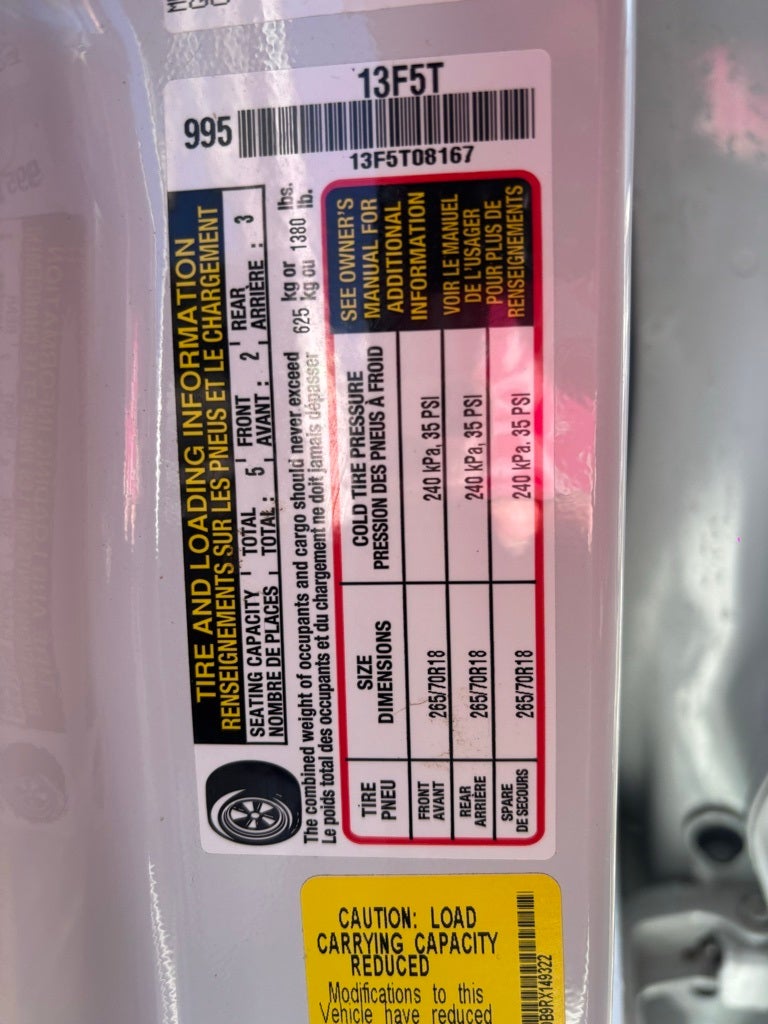 13F5T
995
13F5T08167
TIRE AND LOADING INFORMATION
RENSEIGNEMENTS SUR LES PNEUS ET LE CHARGEMENT
SEATING CAPACITY TOTAL 5 FRONT 2 REAR 3
NOMBRE DE PLACES TOTAL : AVANT : ARRIÈRE :
The combined weight of occupants and cargo should never exceed 625 kg or 1380 lbs.
Le poids total des occupants et du chargement ne doit jamais dépasser kg ou lb.
TIRE SIZE COLD TIRE PRESSURE
PNEU DIMENSIONS PRESSION DES PNEUS À FROID
FRONT 265/70R18 240 kPa, 35 PSI
AVANT
REAR 265/70R18 240 kPa, 35 PSI
ARRIÈRE
SPARE 265/70R18 240 kPa, 35 PSI
DE SECOURS
SEE OWNER'S
MANUAL FOR
ADDITIONAL
INFORMATION
VOIR LE MANUEL
DE L'USAGER
POUR PLUS DE
RENSEIGNEMENTS
CAUTION: LOAD
CARRYING CAPACITY
REDUCED
Modifications to this
Vehicle have reduced
B9RX149322